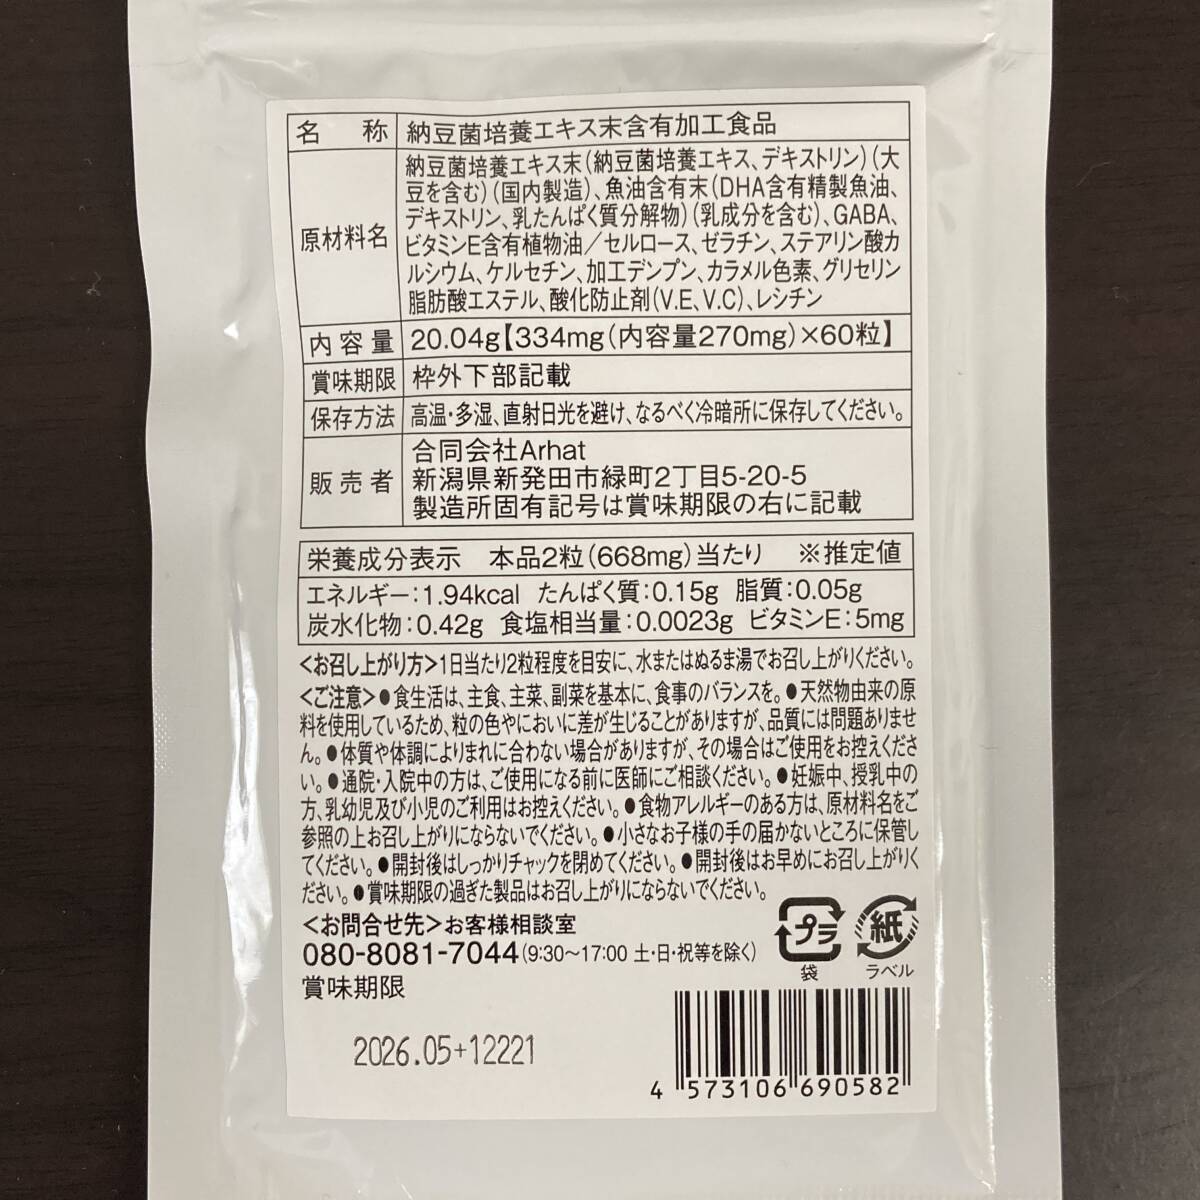 名称 納豆菌培養エキス末含有加工食品
原材料名 納豆菌培養エキス末(納豆菌培養エキス、デキストリン)(大
豆を含む)(国内製造)、魚油含有末(DHA含有精製魚油、
デキストリン、乳たんぱく質分解物)(乳成分を含む)、GABA、
ビタミンE含有植物油/セルロース、ゼラチン、ステアリン酸カ
ルシウム、ケルセチン、加工デンプン、カラメル色素、グリセリン
脂肪酸エステル、酸化防止剤(V.E、V.C)、レシチン
内容量 20.04g【334mg(内容量270mg)×60粒】
賞味期限 枠外下部記載
保存方法 高温・多湿、直射日光を避け、なるべく冷暗所に保存してください。
販売者 合同会社Arhat
新潟県新発田市緑町2丁目5-20-5
製造所固有記号は賞味期限の右に記載
栄養成分表示 本品2粒(668mg)当たり ※推定値
エネルギー:1.94kcal たんぱく質:0.15g 脂質:0.05g
炭水化物:0.42g 食塩相当量:0.0023g ビタミンE:5mg
<お召し上がり方>1日当たり2粒程度を目安に、水またはぬるま湯でお召し上がりください。
<ご注意>●食生活は、主食、主菜、副菜を基本に、食事のバランスを。●天然物由来の原
料を使用しているため、粒の色やにおいに差が生じることがありますが、品質には問題ありませ
ん。●体質や体調によりまれに合わない場合がありますが、その場合はご使用をお控えくださ
い。●通院・入院中の方は、ご使用になる前に医師にご相談ください。●妊娠中、授乳中の
方、乳幼児及び小児のご利用はお控えください。●食物アレルギーのある方は、原材料名をご
参照の上お召し上がりにならないでください。●小さなお子様の手の届かないところに保管し
てください。●開封後はしっかりチャックを閉めてください。●開封後はお早めにお召し上がりく
ださい。●賞味期限の過ぎた製品はお召し上がりにならないでください。
<お問合せ先>お客様相談室
080-8081-7044(9:30〜17:00 土・日・祝等を除く)
プラ
袋
紙
ラベル
賞味期限
2026.05+12221
4 573106 690582